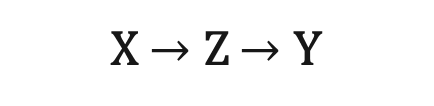 X → Z → Y